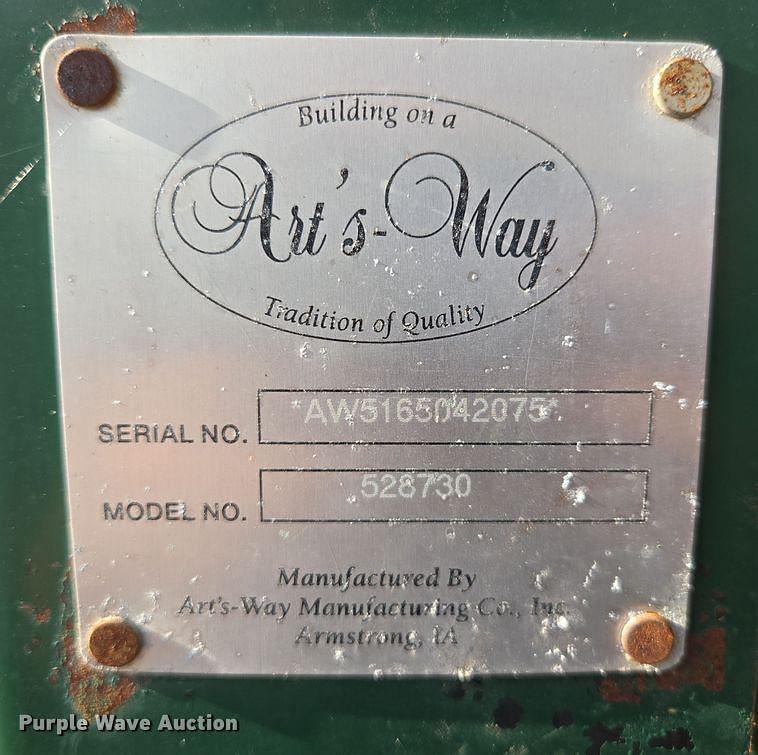 Building on a
Art's-Way
Tradition of Quality
*AW5165042075*
SERIAL NO.
528730
MODEL NO.
Manufactured By
Art's-Way Manufacturing Co., Inc.
Armstrong, IA
Purple Wave Auction